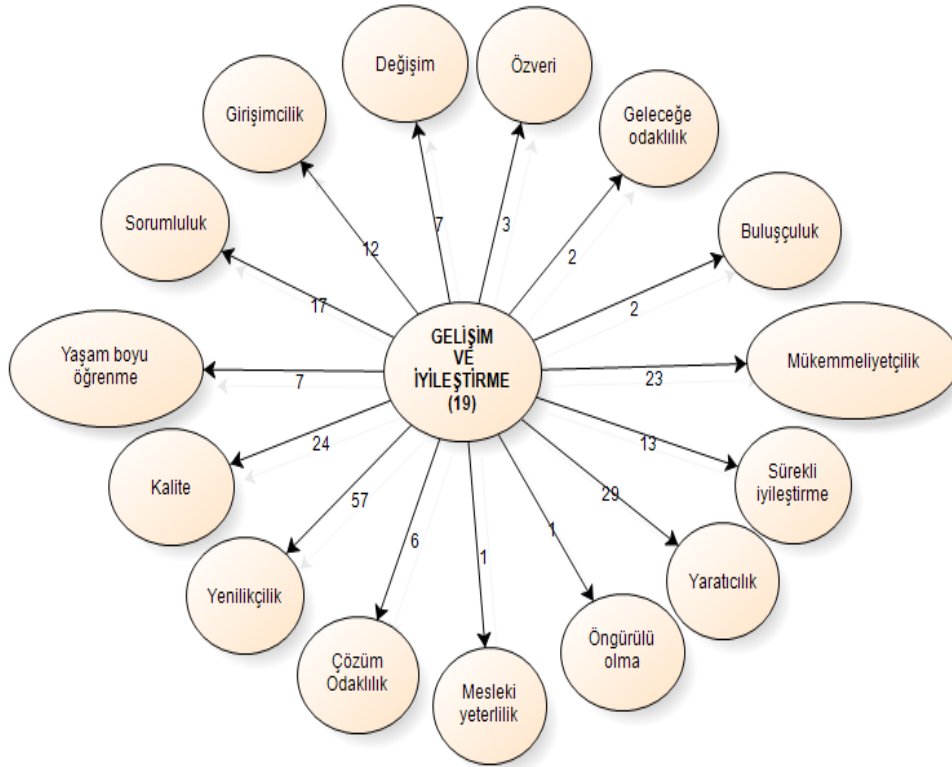 Değişim
Özveri
Girişimcilik
Geleceğe
odaklılık
Sorumluluk
Buluşçuluk
7
3
12
2
2
17
GELİŞİM
VE
İYİLEŞTİRME
(19)
Yaşam boyu
öğrenme
Mükemmeliyetçilik
7
23
24
13
Kalite
Sürekli
iyileştirme
57
29
6
1
1
Yenilikçilik
Yaratıcılık
Çözüm
Odaklılık
Öngürülü
olma
Mesleki
yeterlilik